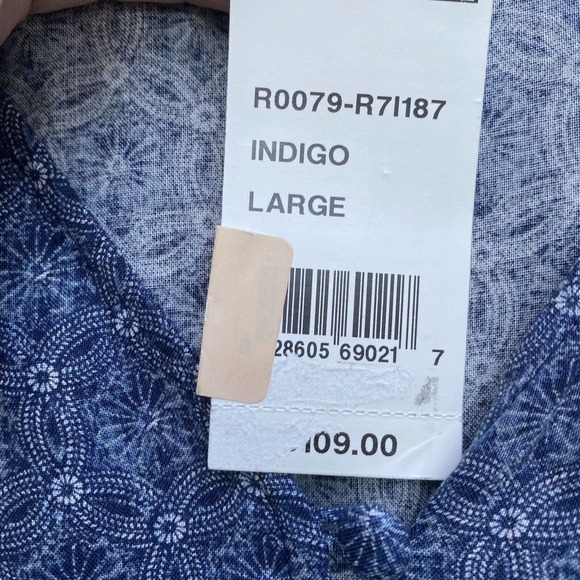 R0079-R7I187
INDIGO
LARGE
28605 69021 7
109.00